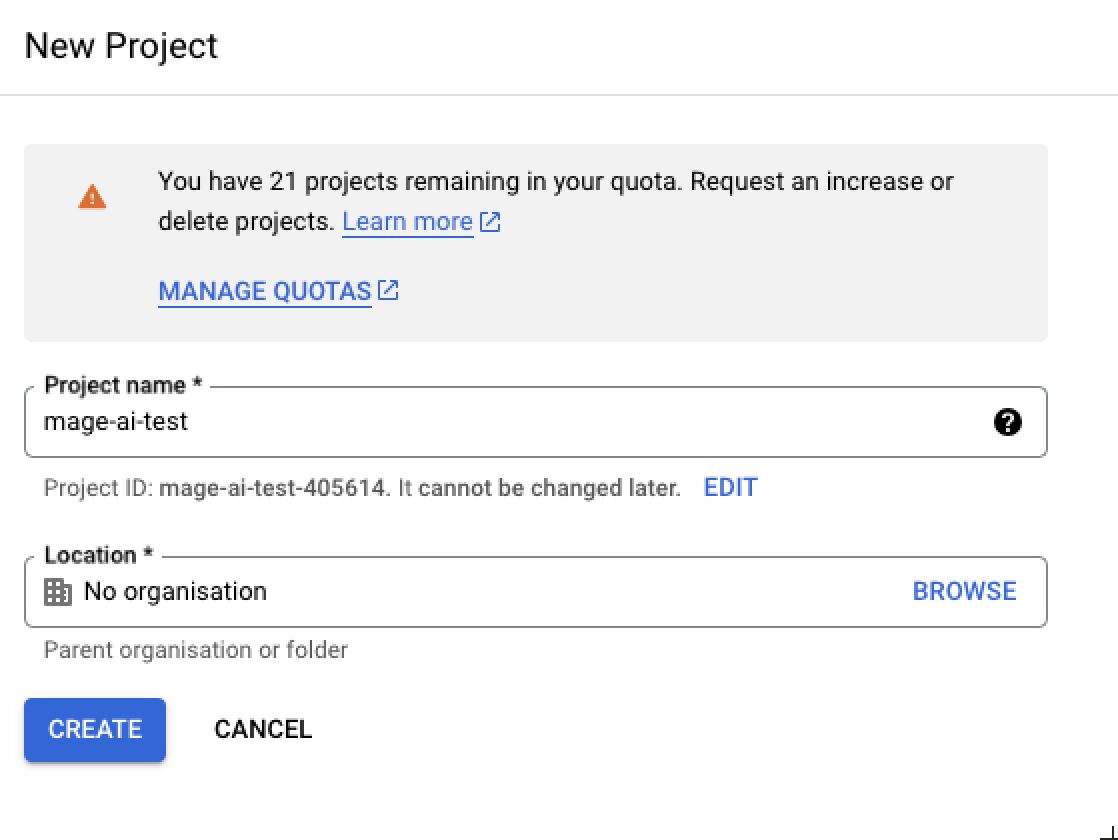 New Project
You have 21 projects remaining in your quota. Request an increase or
delete projects. Learn more
MANAGE QUOTAS
Project name *
mage-ai-test
Project ID: mage-ai-test-405614. It cannot be changed later. EDIT
Location *
No organisation BROWSE
Parent organisation or folder
CREATE CANCEL